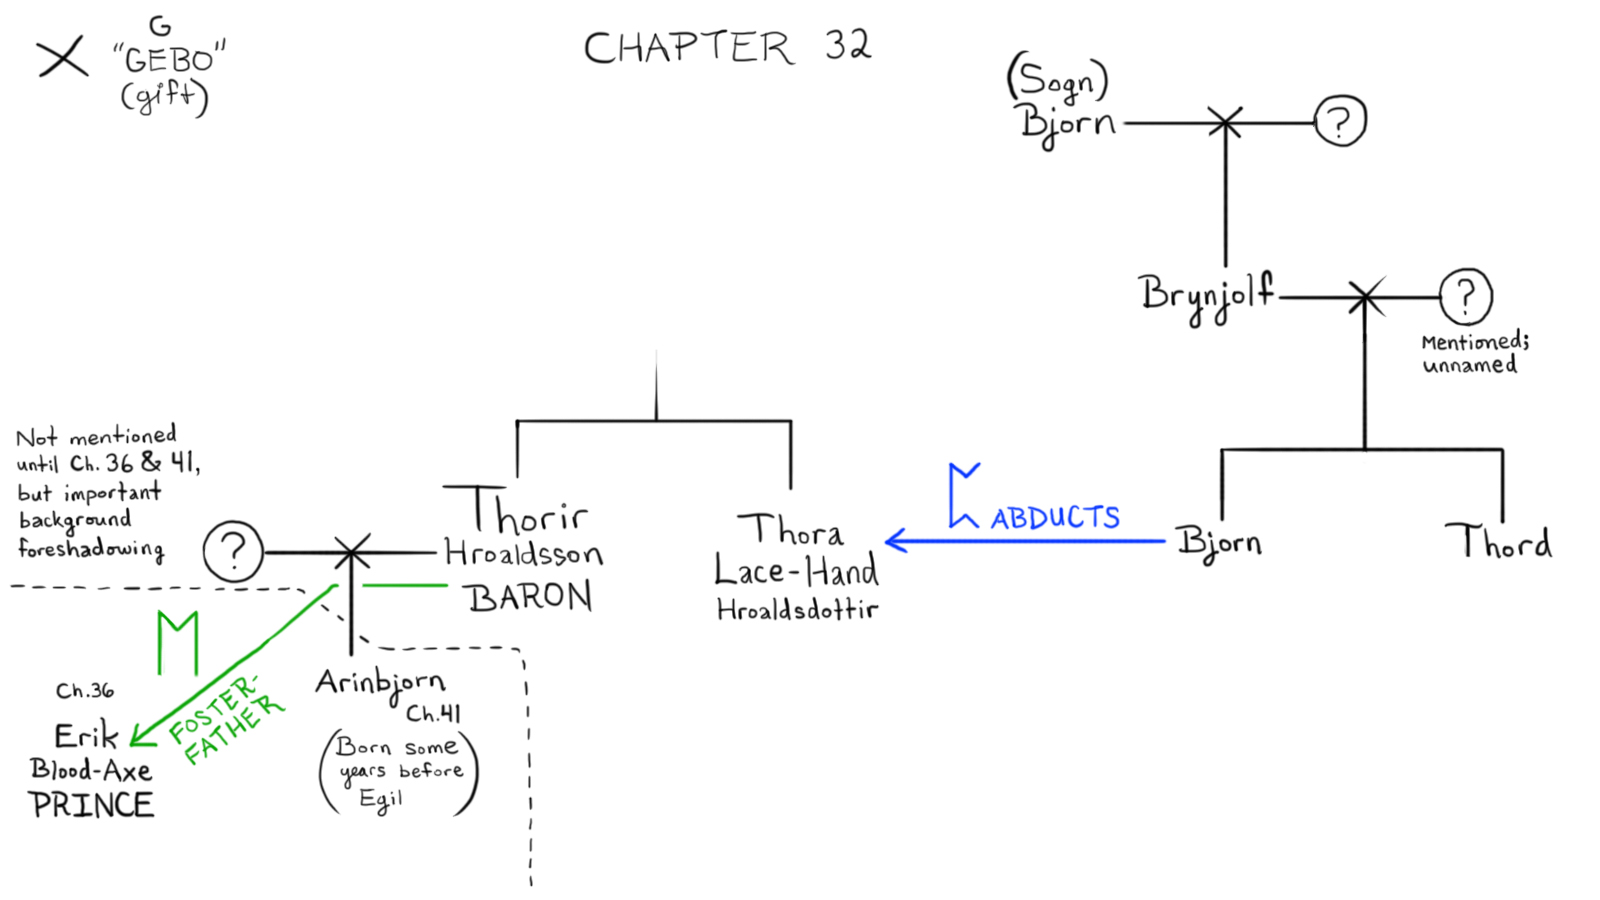 G
"GEBO"
(gift)
CHAPTER 32
(Sogn)
Bjorn
?
Brynjolf
?
Mentioned;
unnamed
Not mentioned
until Ch. 36 & 41,
but important
background
foreshadowing
?
Thorir
Hroaldsson
BARON
Thora
Lace-Hand
Hroaldsdottir
ABDUCTS
Bjorn
Thord
Ch.36
Erik
Blood-Axe
PRINCE
FOSTER-
FATHER
Arinbjorn
Ch.41
(Born some
years before
Egil)